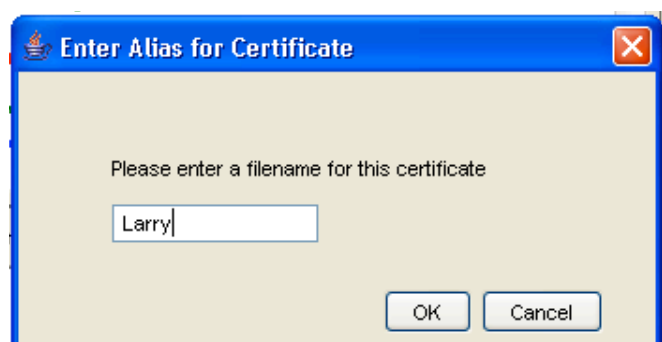 Enter Alias for Certificate
Please enter a filename for this certificate
Larry
OK Cancel